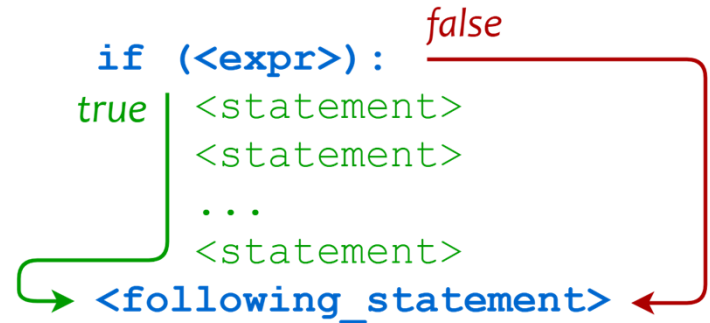 false
if (<expr>):
true <statement>
<statement>
...
<statement>
<following_statement>